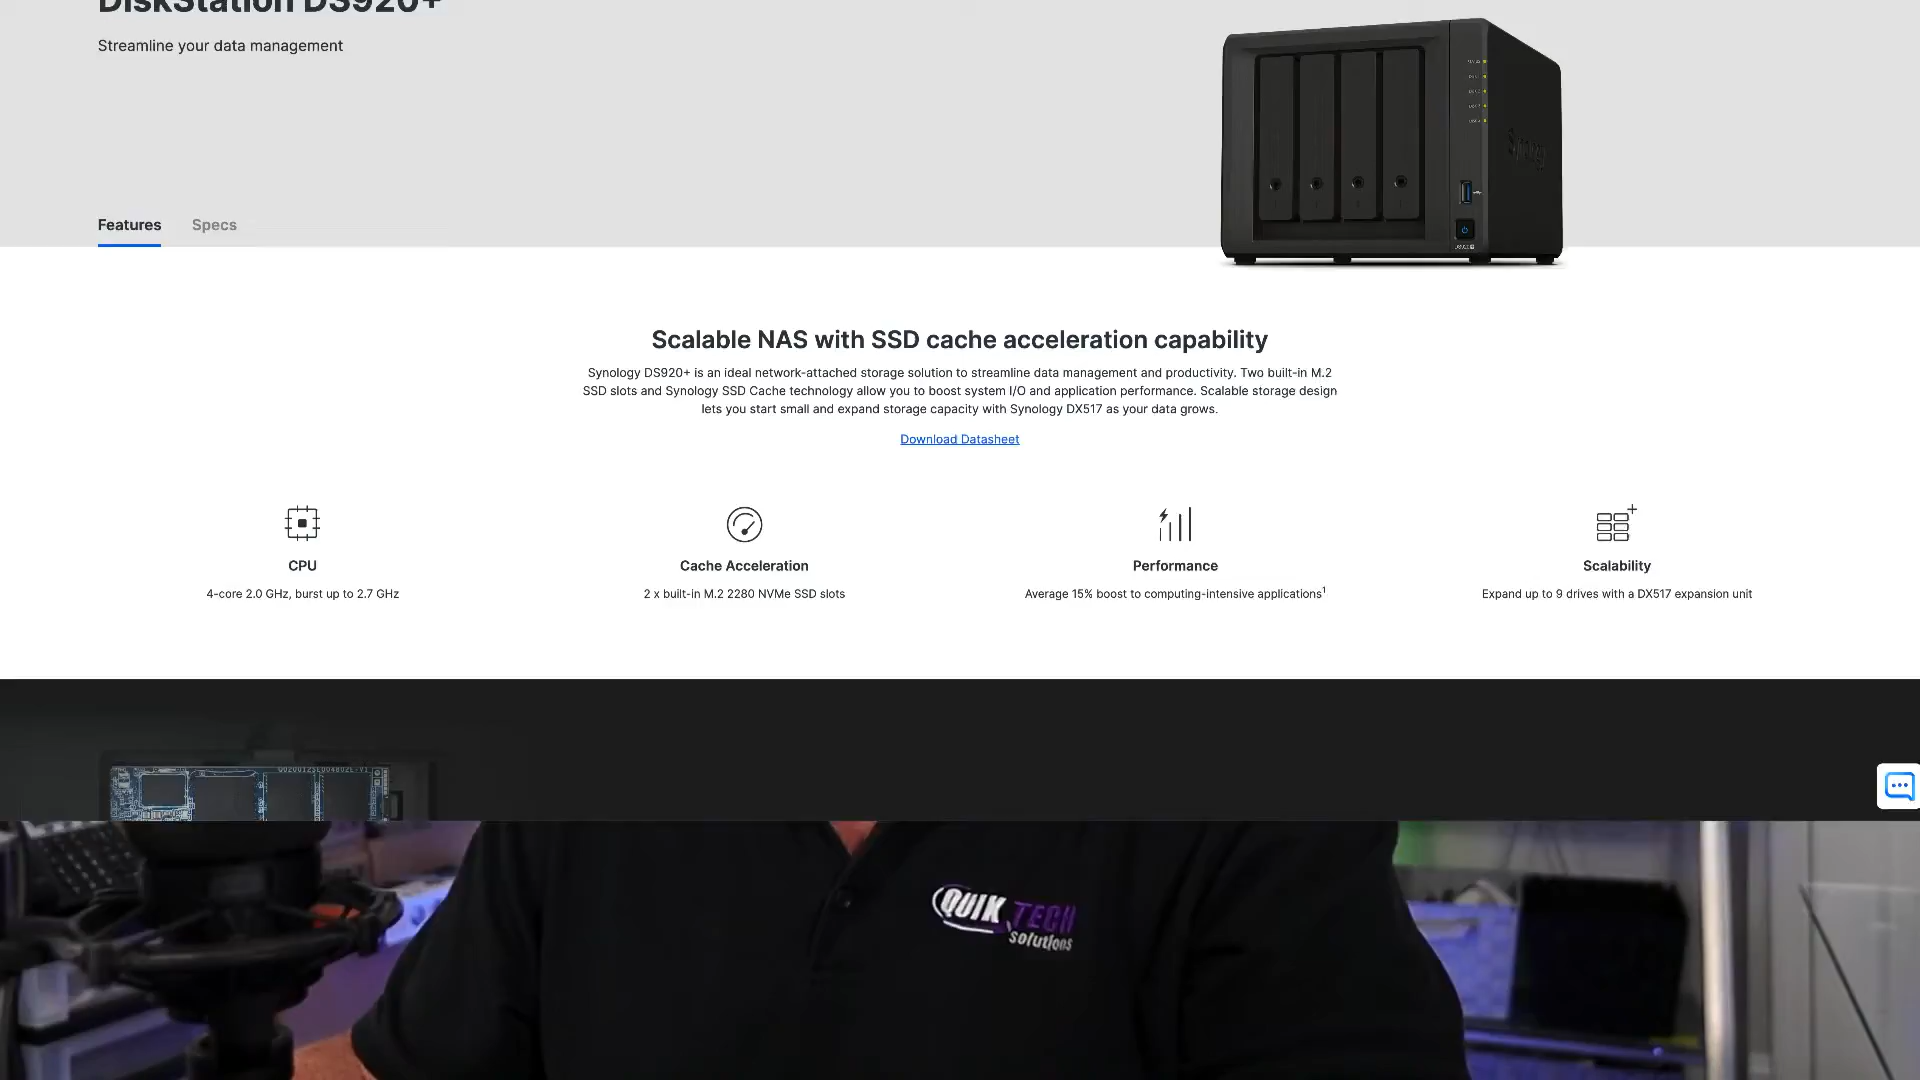 DiskStation DS920+
Streamline your data management
Features
Specs
Scalable NAS with SSD cache acceleration capability
Synology DS920+ is an ideal network-attached storage solution to streamline data management and productivity. Two built-in M.2
SSD slots and Synology SSD Cache technology allow you to boost system I/O and application performance. Scalable storage design
lets you start small and expand storage capacity with Synology DX517 as your data grows.
Download Datasheet
CPU
4-core 2.0 GHz, burst up to 2.7 GHz
Cache Acceleration
2 x built-in M.2 2280 NVMe SSD slots
Performance
Average 15% boost to computing-intensive applications1
Scalability
Expand up to 9 drives with a DX517 expansion unit
QUIK TECH
solutions